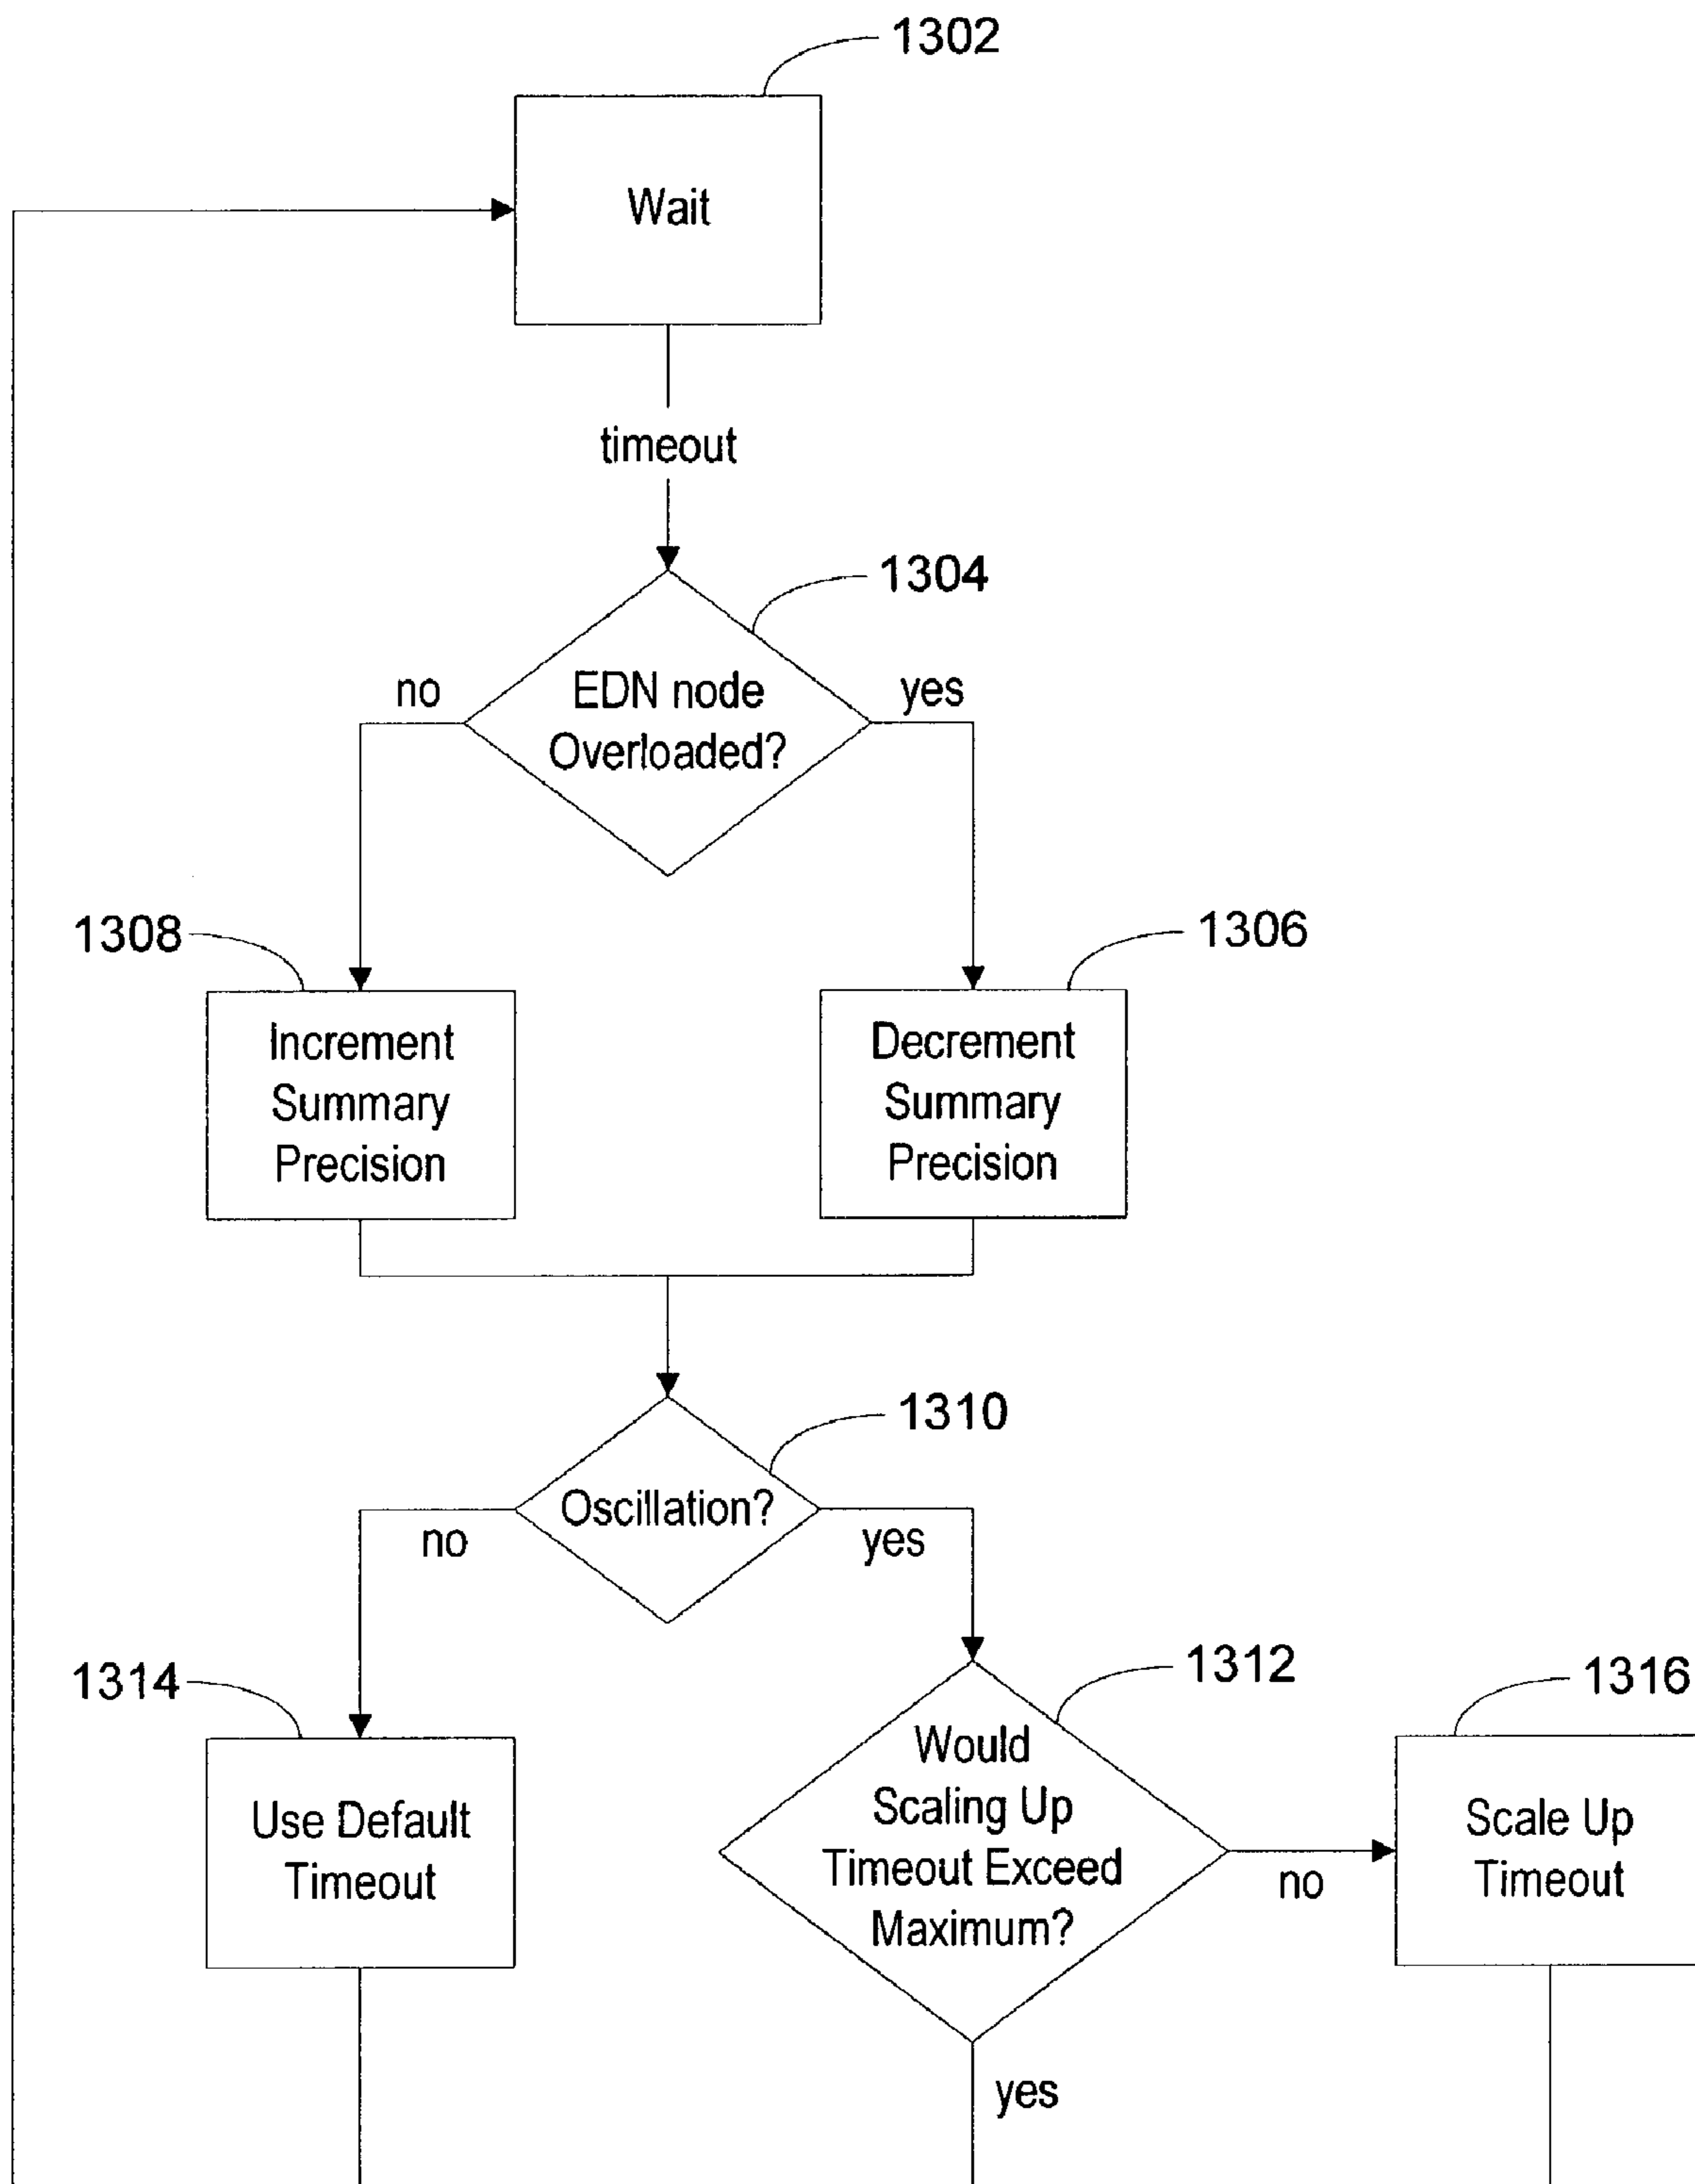 1302
Wait
timeout
1304
no
EDN node
Overloaded?
yes
1308
1306
Increment
Summary
Precision
Decrement
Summary
Precision
1310
Oscillation?
no
yes
1314
1312
1316
Use Default
Timeout
Would
Scaling Up
Timeout Exceed
Maximum?
no
Scale Up
Timeout
yes